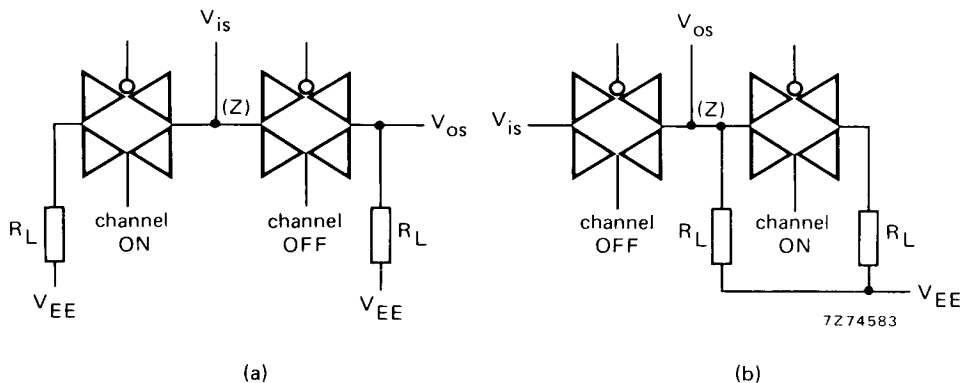 V_is
(Z)
V_os
channel ON
channel OFF
R_L
R_L
V_EE
V_EE
(a)
V_os
V_is
(Z)
channel OFF
channel ON
R_L
R_L
V_EE
7Z74583
(b)